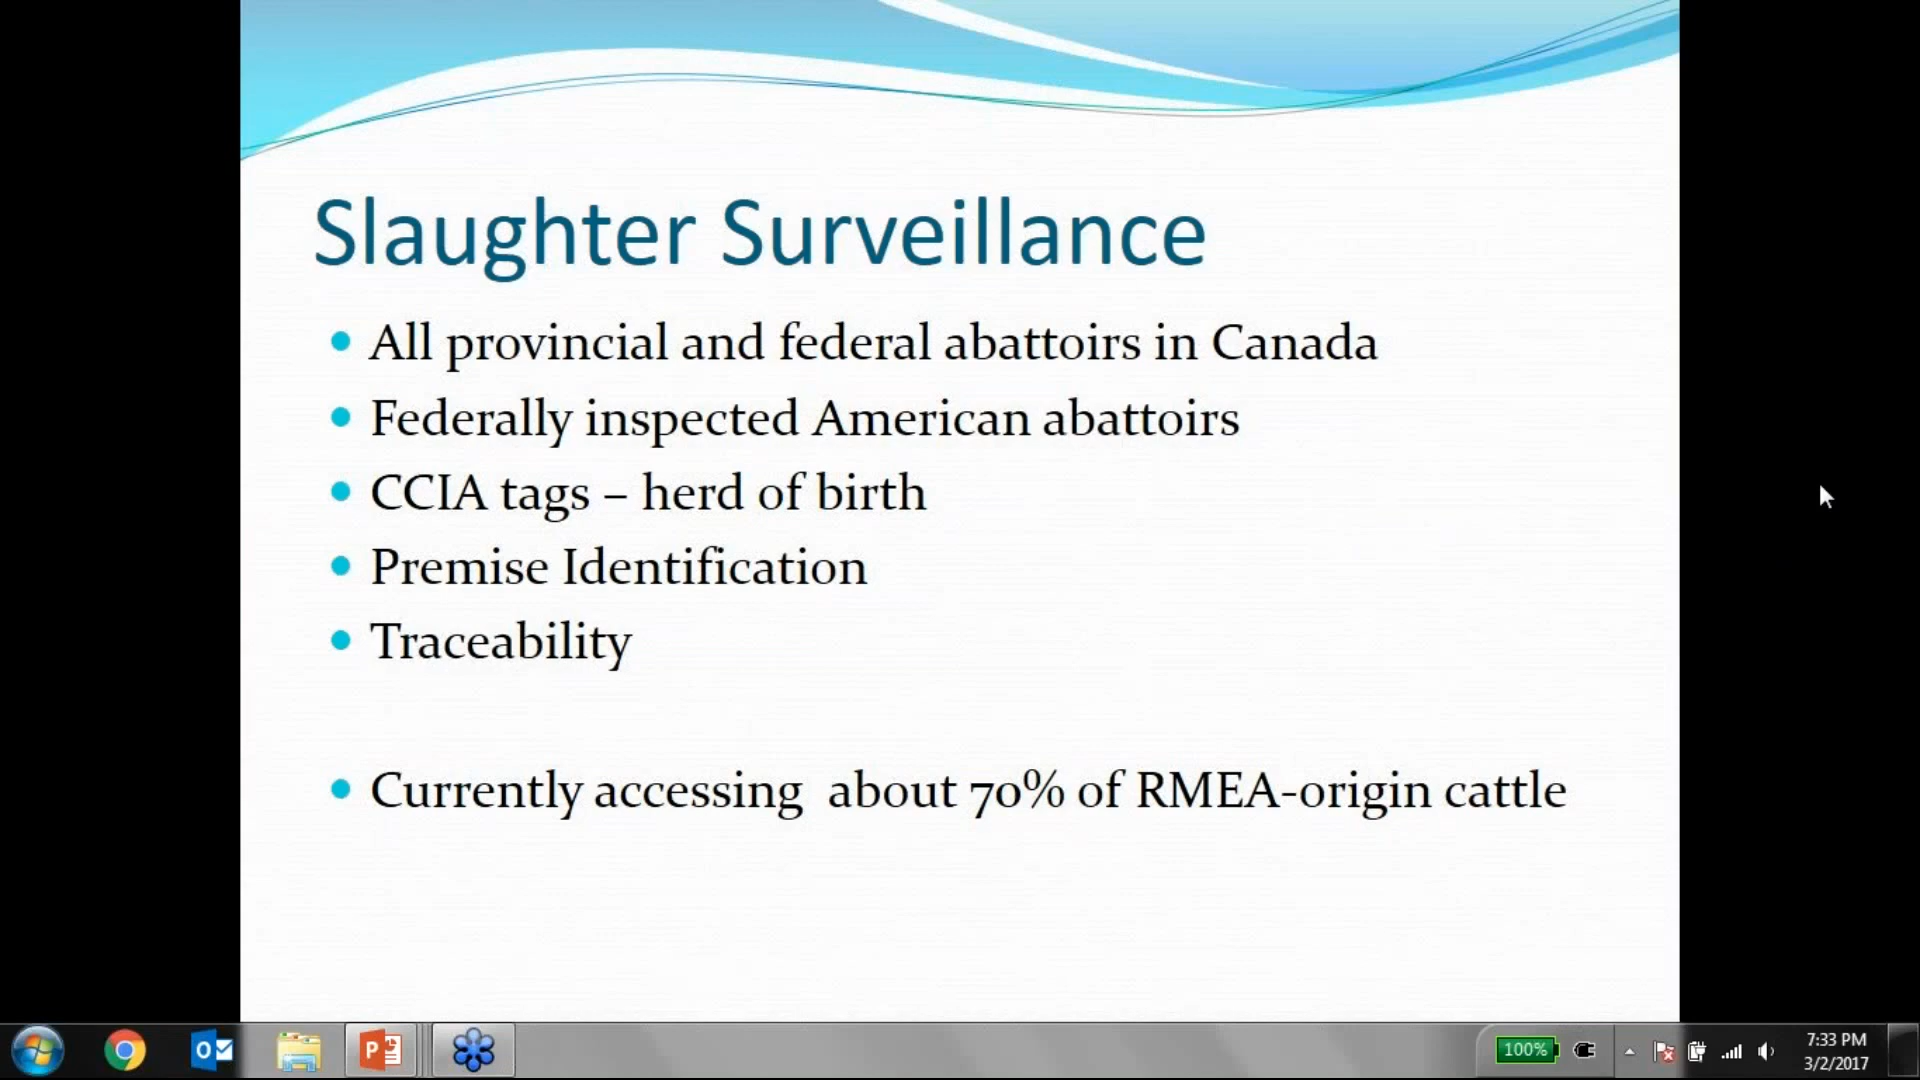 Slaughter Surveillance
All provincial and federal abattoirs in Canada
Federally inspected American abattoirs
CCIA tags – herd of birth
Premise Identification
Traceability
Currently accessing  about 70% of RMEA-origin cattle
100%
7:33 PM
3/2/2017